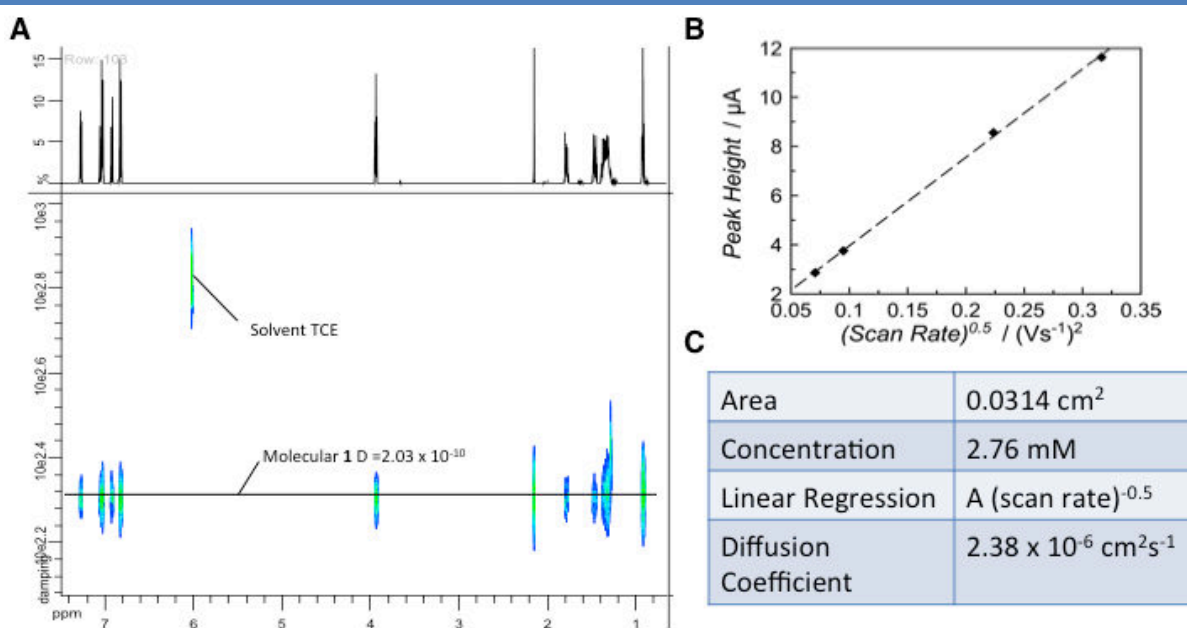 A
Row: 103
15
10
5
%
10e3
10e2.8
10e2.6
10e2.4
10e2.2
damping
Solvent TCE
Molecular 1 D =2.03 x 10-10
ppm
7
6
5
4
3
2
1
B
Peak Height / µA
12
10
8
6
4
2
0.05
0.1
0.15
0.2
0.25
0.3
0.35
(Scan Rate)0.5 / (Vs-1)2
C
Area 0.0314 cm2
Concentration 2.76 mM
Linear Regression A (scan rate)-0.5
Diffusion 2.38 x 10-6 cm2s-1
Coefficient